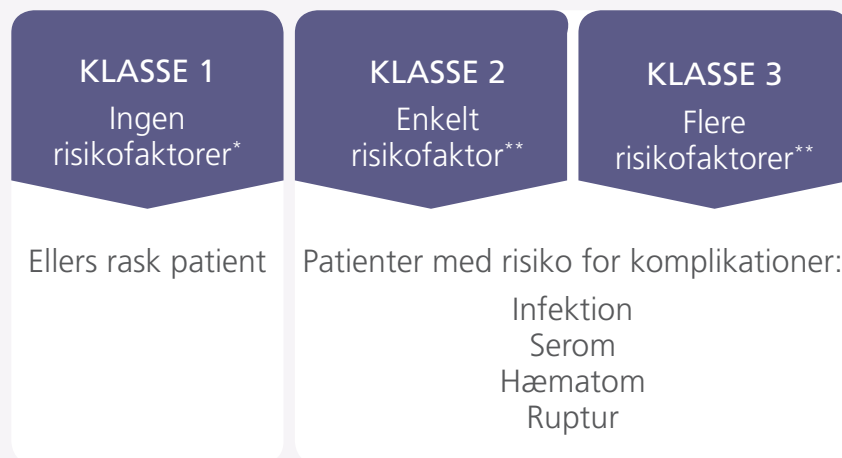 KLASSE 1
Ingen
risikofaktorer*
KLASSE 2
Enkelt
risikofaktor**
KLASSE 3
Flere
risikofaktorer**
Ellers rask patient
Patienter med risiko for komplikationer:
Infektion
Serom
Hæmatom
Ruptur